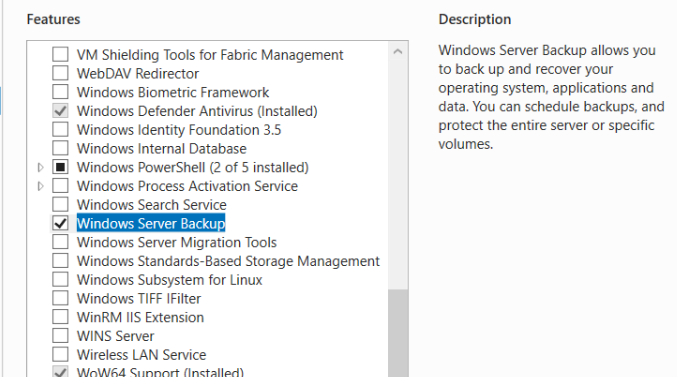 Features
VM Shielding Tools for Fabric Management
WebDAV Redirector
Windows Biometric Framework
Windows Defender Antivirus (Installed)
Windows Identity Foundation 3.5
Windows Internal Database
Windows PowerShell (2 of 5 installed)
Windows Process Activation Service
Windows Search Service
Windows Server Backup
Windows Server Migration Tools
Windows Standards-Based Storage Management
Windows Subsystem for Linux
Windows TIFF IFilter
WinRM IIS Extension
WINS Server
Wireless LAN Service
WoW64 Support (Installed)
Description
Windows Server Backup allows you
to back up and recover your
operating system, applications and
data. You can schedule backups, and
protect the entire server or specific
volumes.